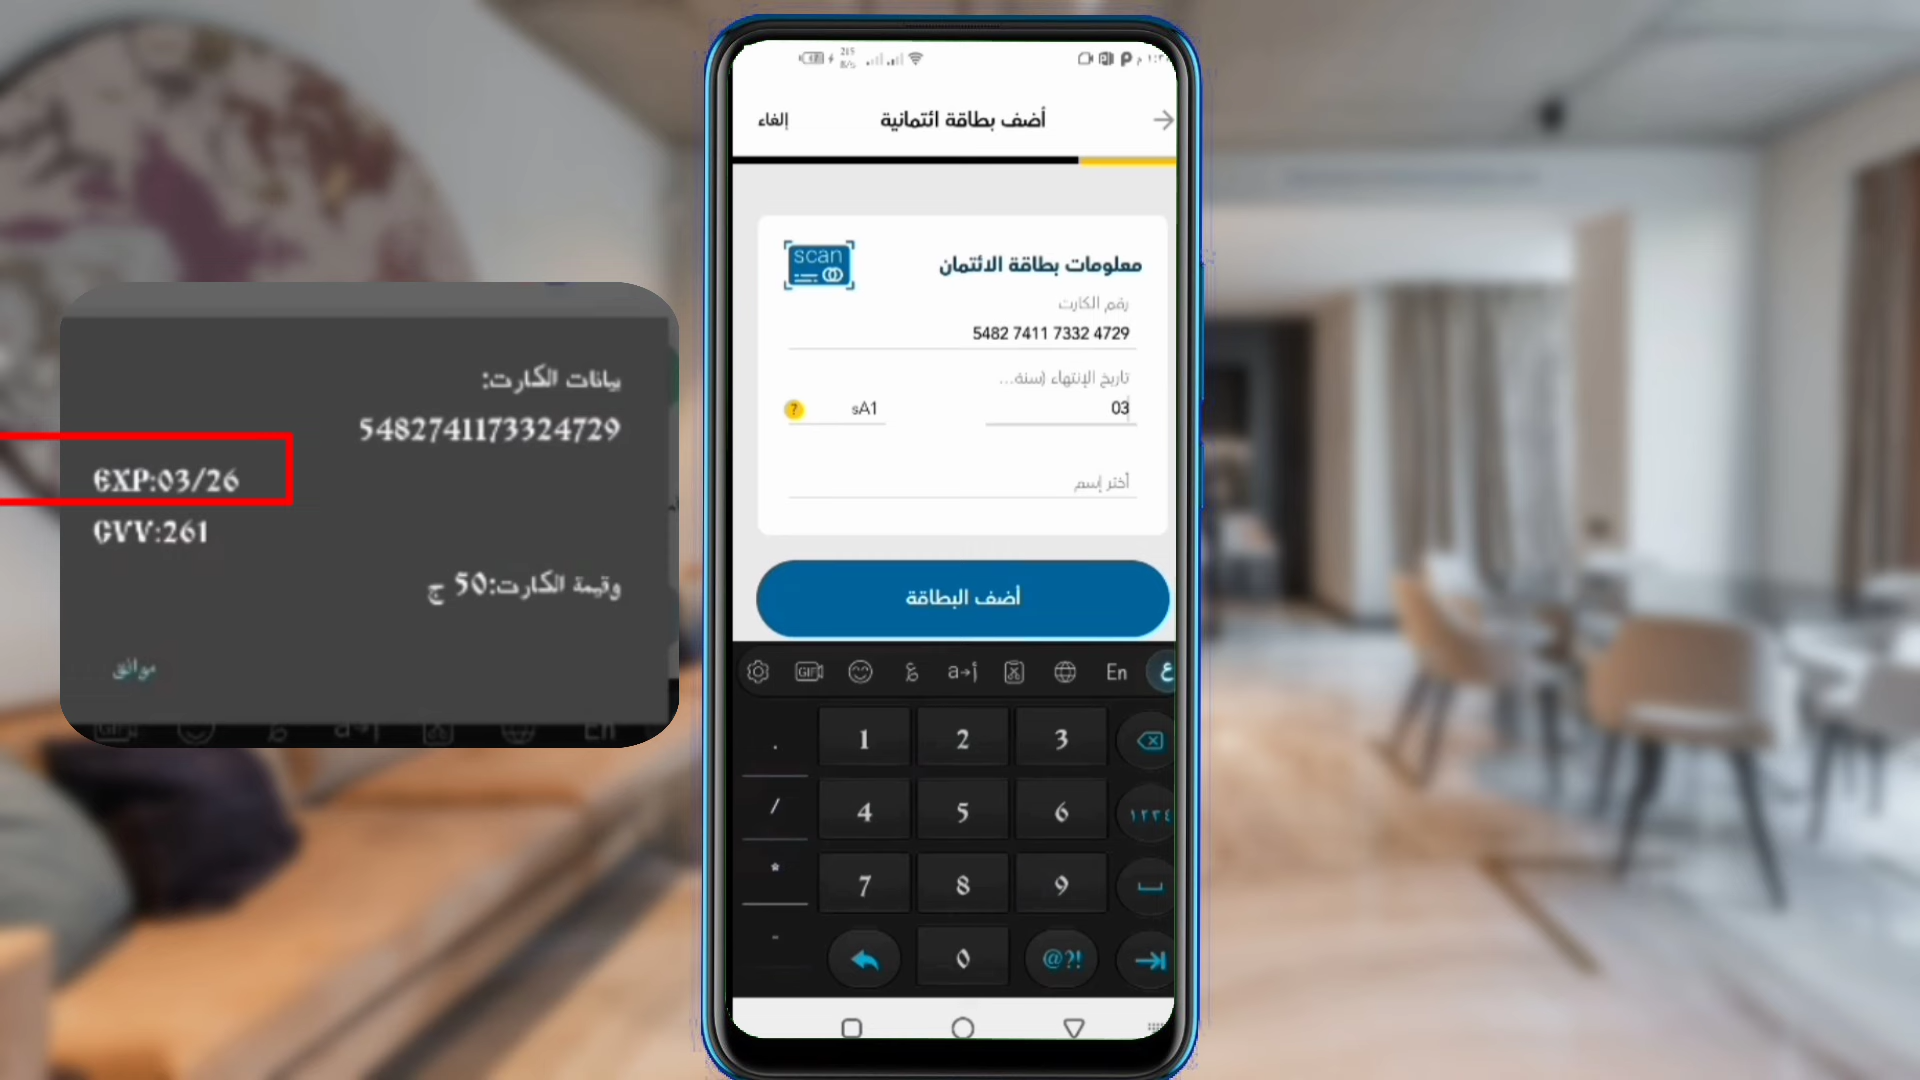 إلغاء
أضف بطاقة ائتمانية
scan
معلومات بطاقة الائتمان
رقم الكارت
5482 7411 7332 4729
تاريخ الإنتهاء (سنة...
03
sA1
?
أختر إسم
أضف البطاقة
بيانات الكارت:
5482741173324729
EXP:03/26
CVV:261
وقيمة الكارت:50 ج
موافق
GIF
En
ع
. 1 2 3
/ 4 5 6 ١٢٣٤
* 7 8 9
- 0 @?!